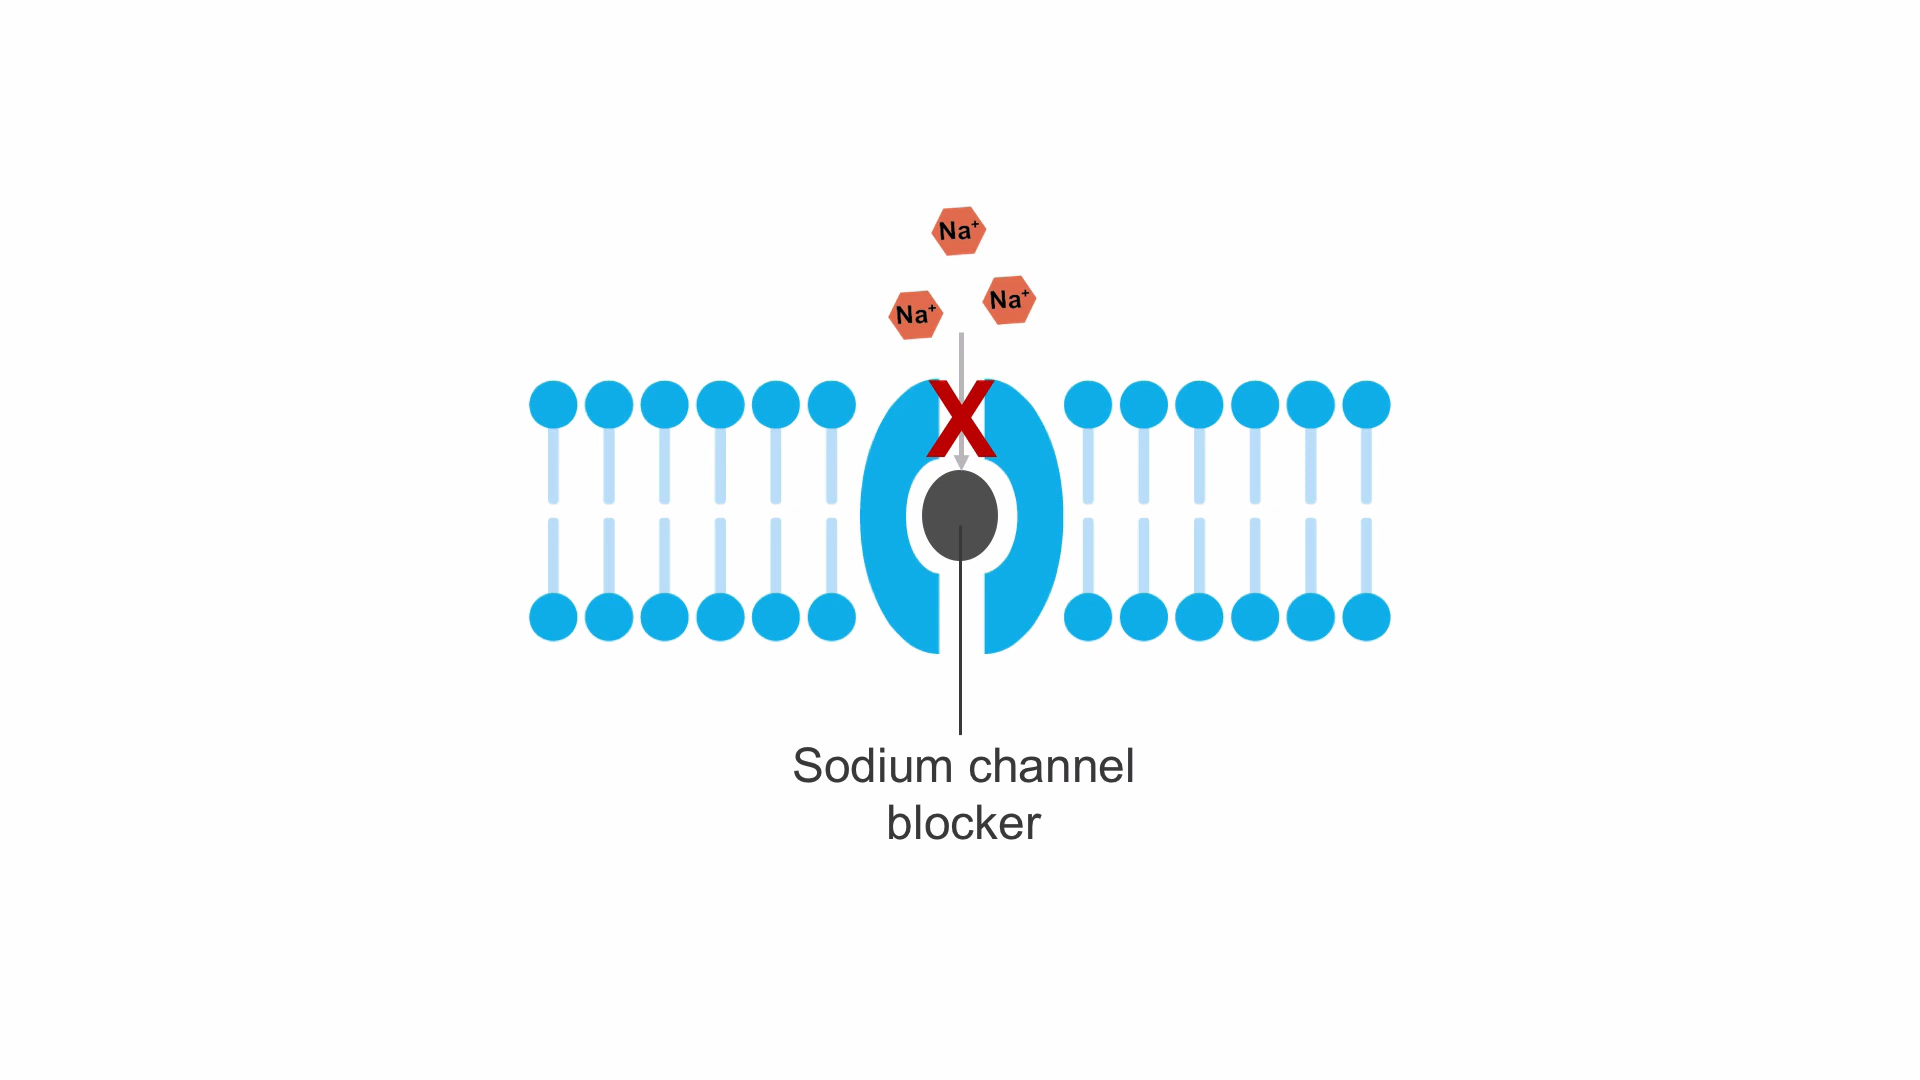 Na⁺
Na⁺
Na⁺
X
Sodium channel
blocker